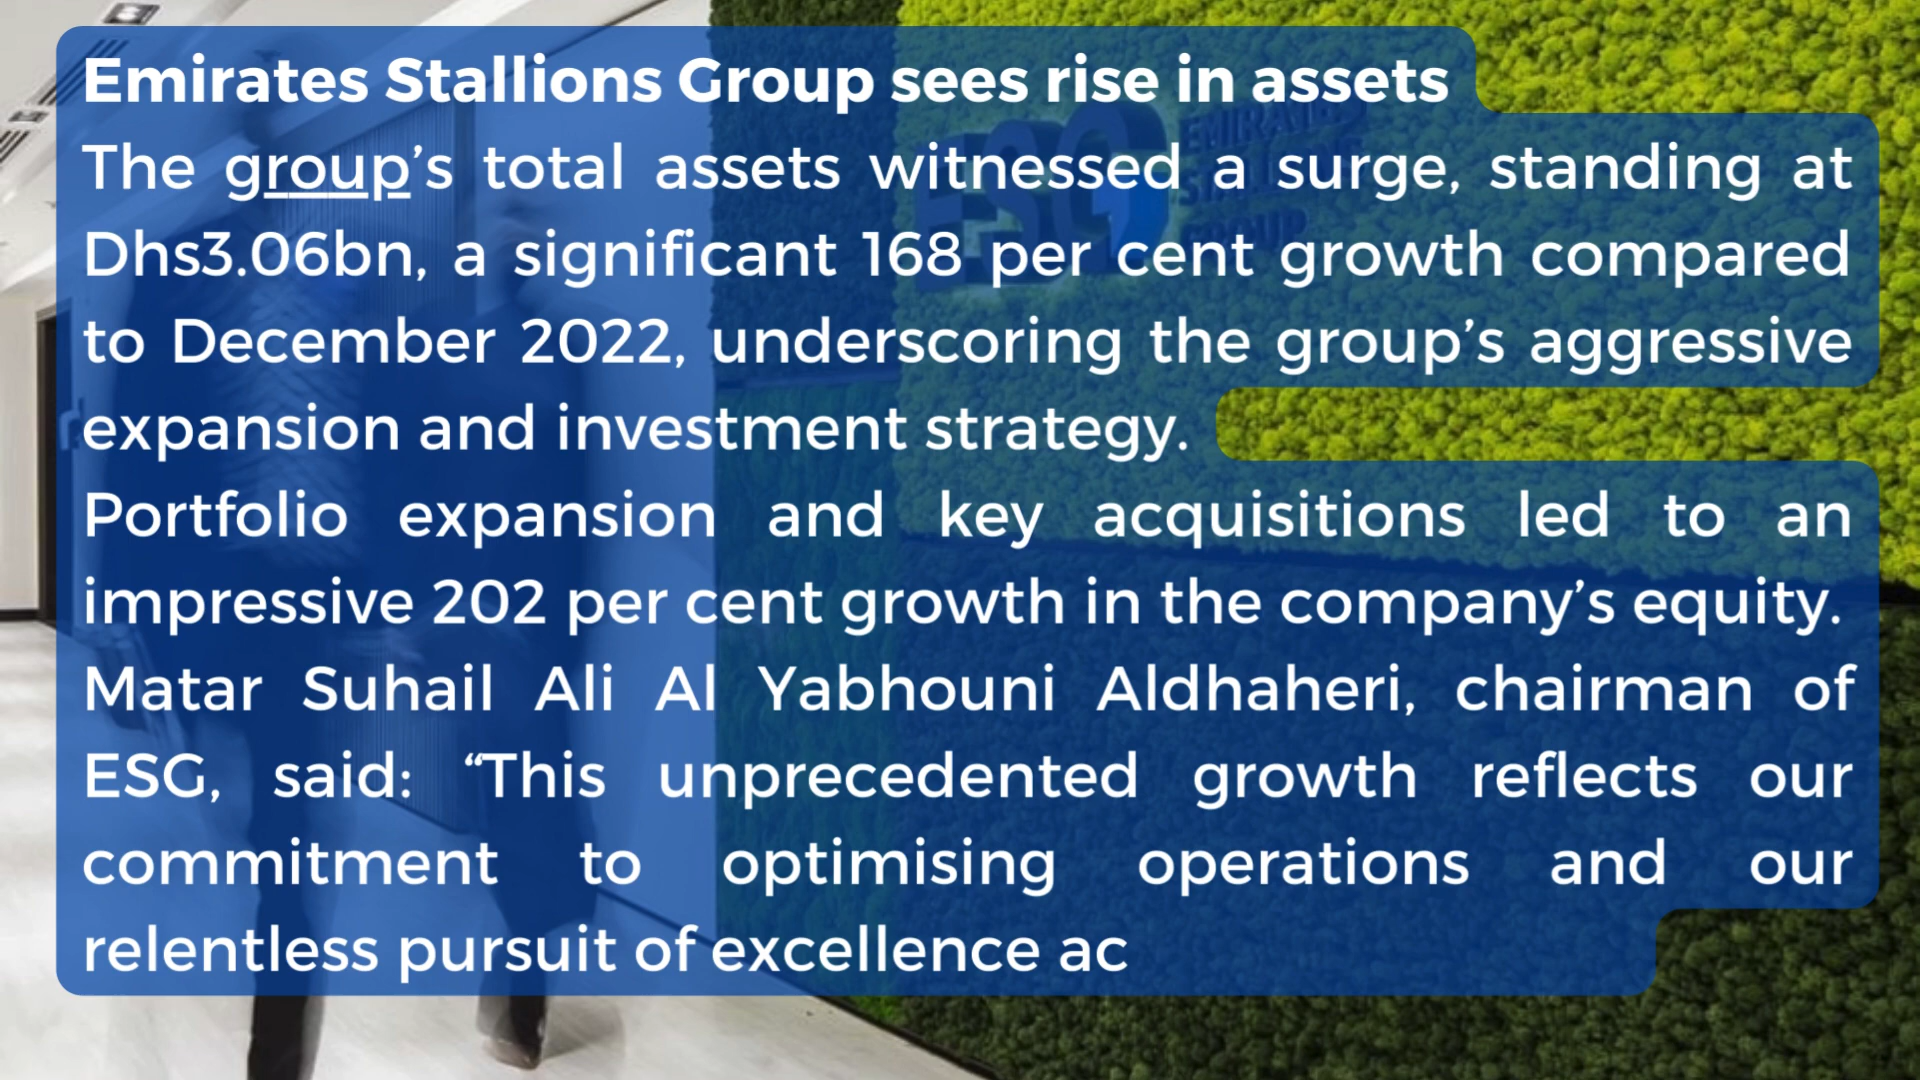 Emirates Stallions Group sees rise in assets
The group’s total assets witnessed a surge, standing at
Dhs3.06bn, a significant 168 per cent growth compared
to December 2022, underscoring the group’s aggressive
expansion and investment strategy.
Portfolio expansion and key acquisitions led to an
impressive 202 per cent growth in the company’s equity.
Matar Suhail Ali Al Yabhouni Aldhaheri, chairman of
ESG, said: “This unprecedented growth reflects our
commitment to optimising operations and our
relentless pursuit of excellence ac
ESG
EMIRATES
STALLIONS
GROUP